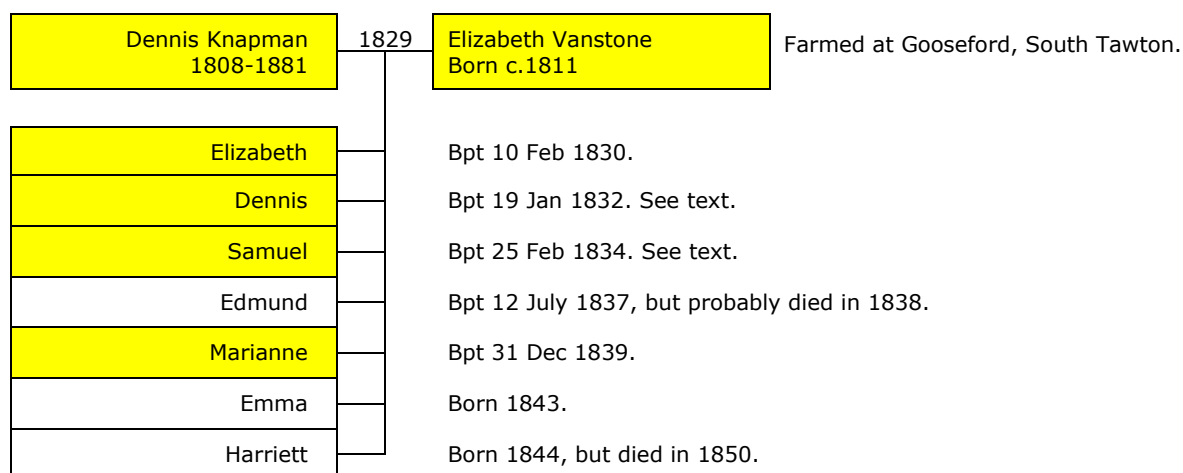 Dennis Knapman 1829 Elizabeth Vanstone Farmed at Gooseford, South Tawton.
1808-1881 Born c.1811
Elizabeth Bpt 10 Feb 1830.
Dennis Bpt 19 Jan 1832. See text.
Samuel Bpt 25 Feb 1834. See text.
Edmund Bpt 12 July 1837, but probably died in 1838.
Marianne Bpt 31 Dec 1839.
Emma Born 1843.
Harriett Born 1844, but died in 1850.